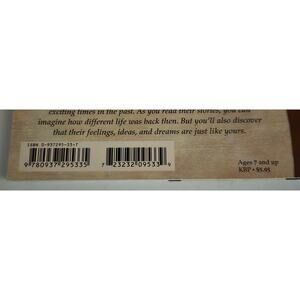 exciting times in the past. As you read their stories, you can
imagine how different life was back then. But you'll also discover
that their feelings, ideas, and dreams are just like yours.
ISBN 0-937295-33-7
9 780937 295335
7 23232 09533 9
Ages 7 and up
KBP • $5.95